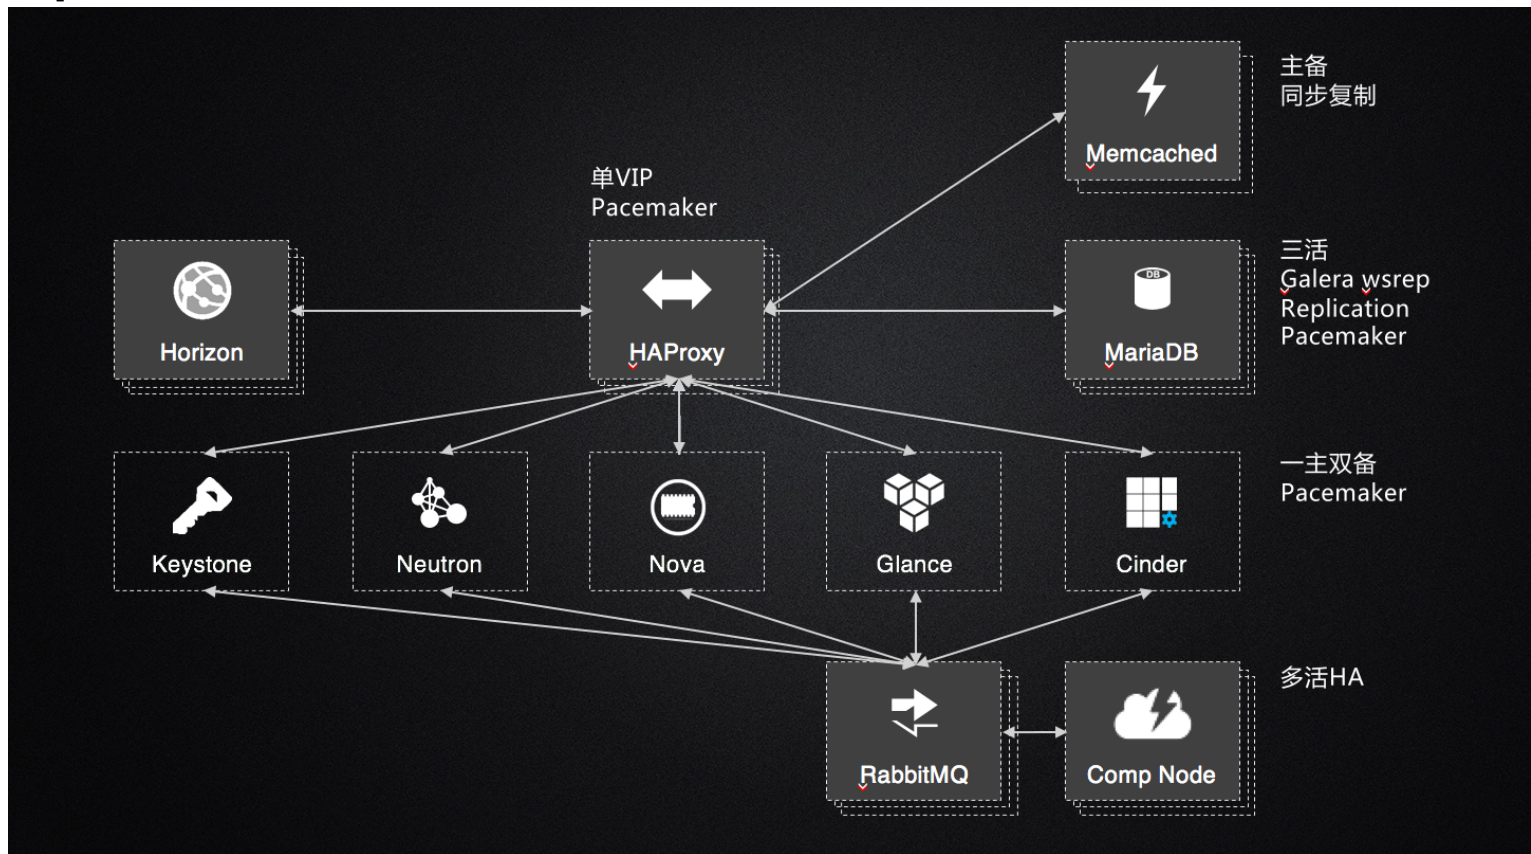 主备
同步复制
Memcached
单VIP
Pacemaker
Horizon
HAProxy
DB
MariaDB
三活
Galera wsrep
Replication
Pacemaker
Keystone
Neutron
Nova
Glance
Cinder
一主双备
Pacemaker
RabbitMQ
Comp Node
多活HA